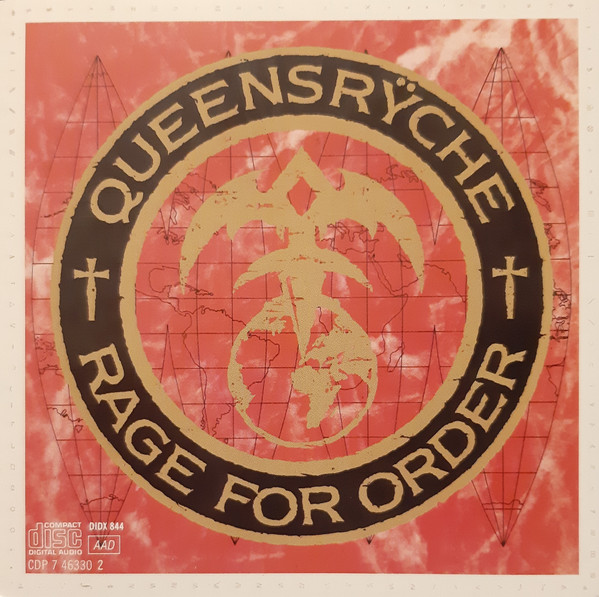 QUEENSRŸCHE
RAGE FOR ORDER
COMPACT
disc
DIGITAL AUDIO
DIDX 844
AAD
CDP 7 46330 2